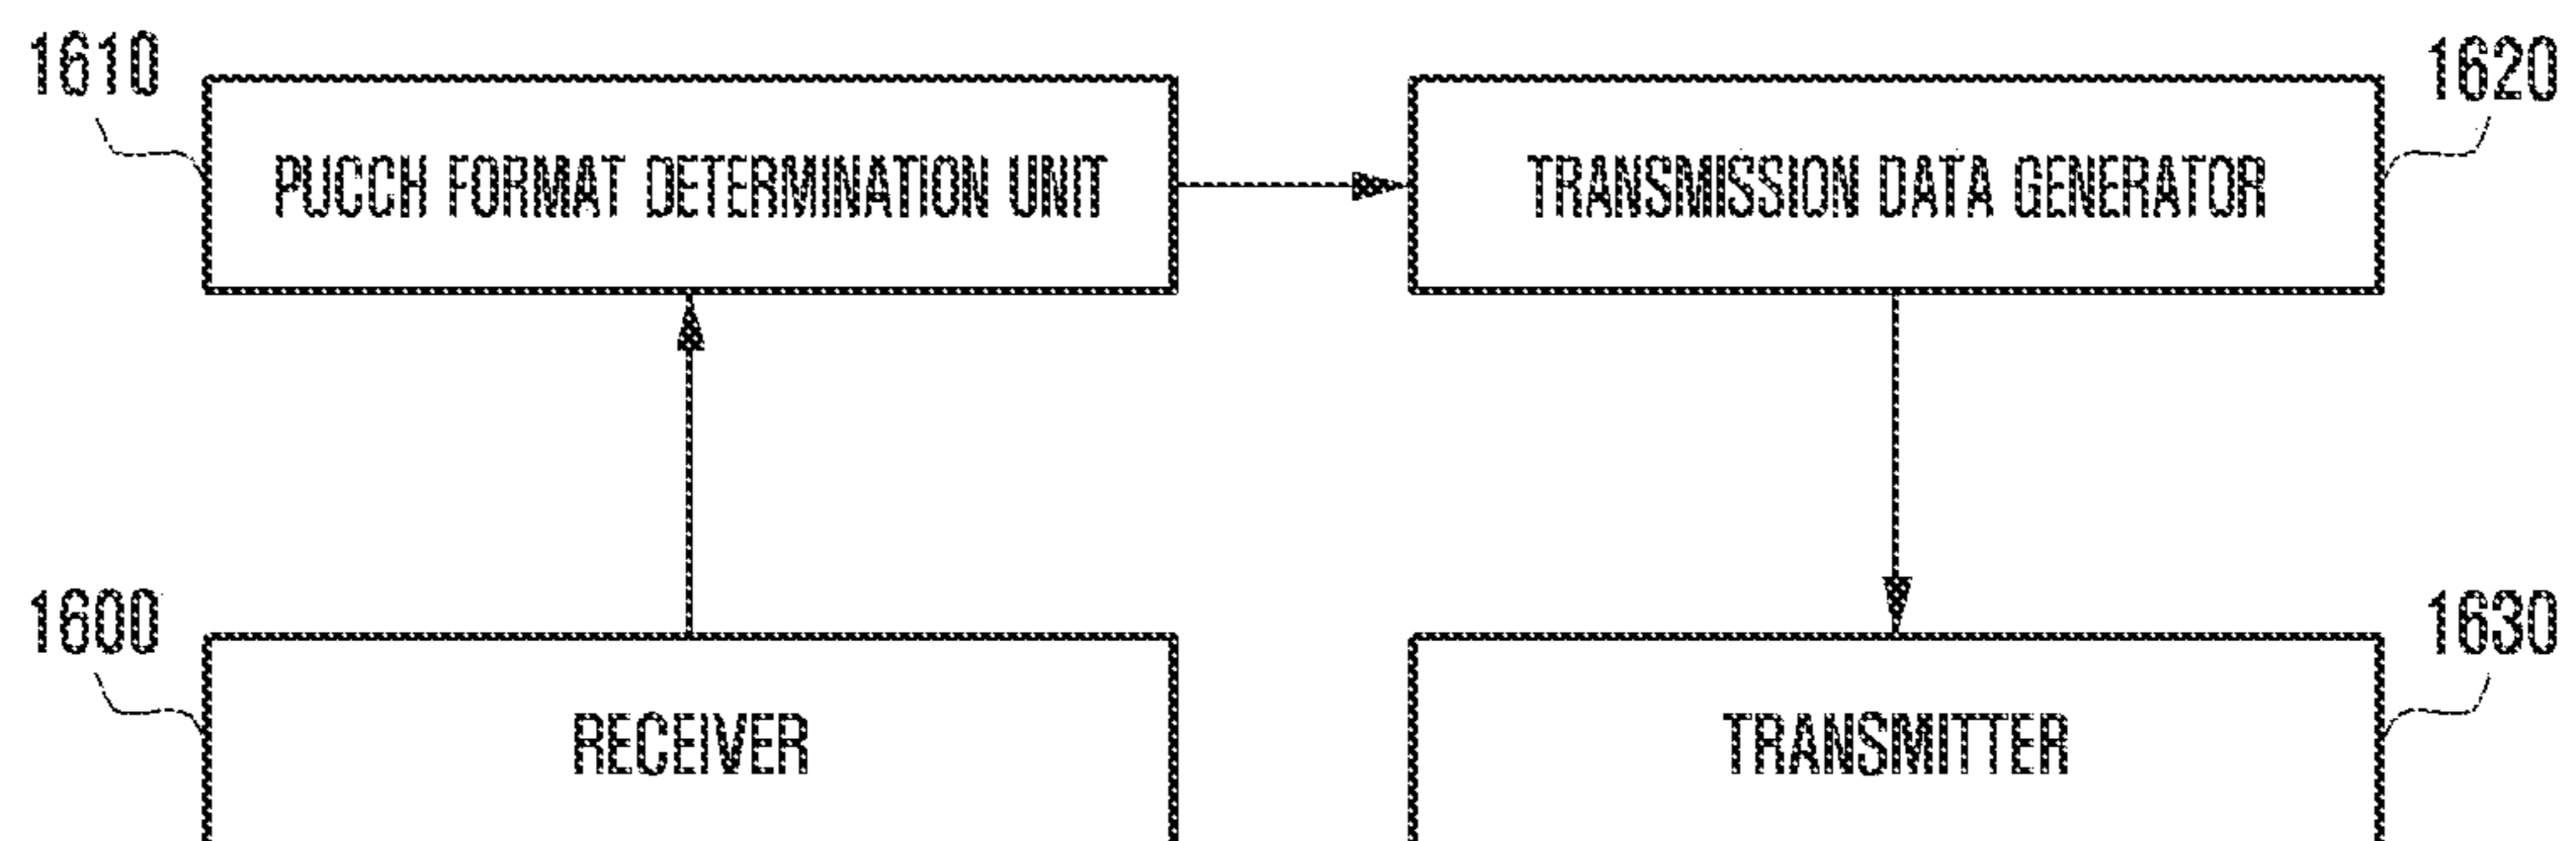 1610
PUCCH FORMAT DETERMINATION UNIT
1620
TRANSMISSION DATA GENERATOR
1600
RECEIVER
1630
TRANSMITTER